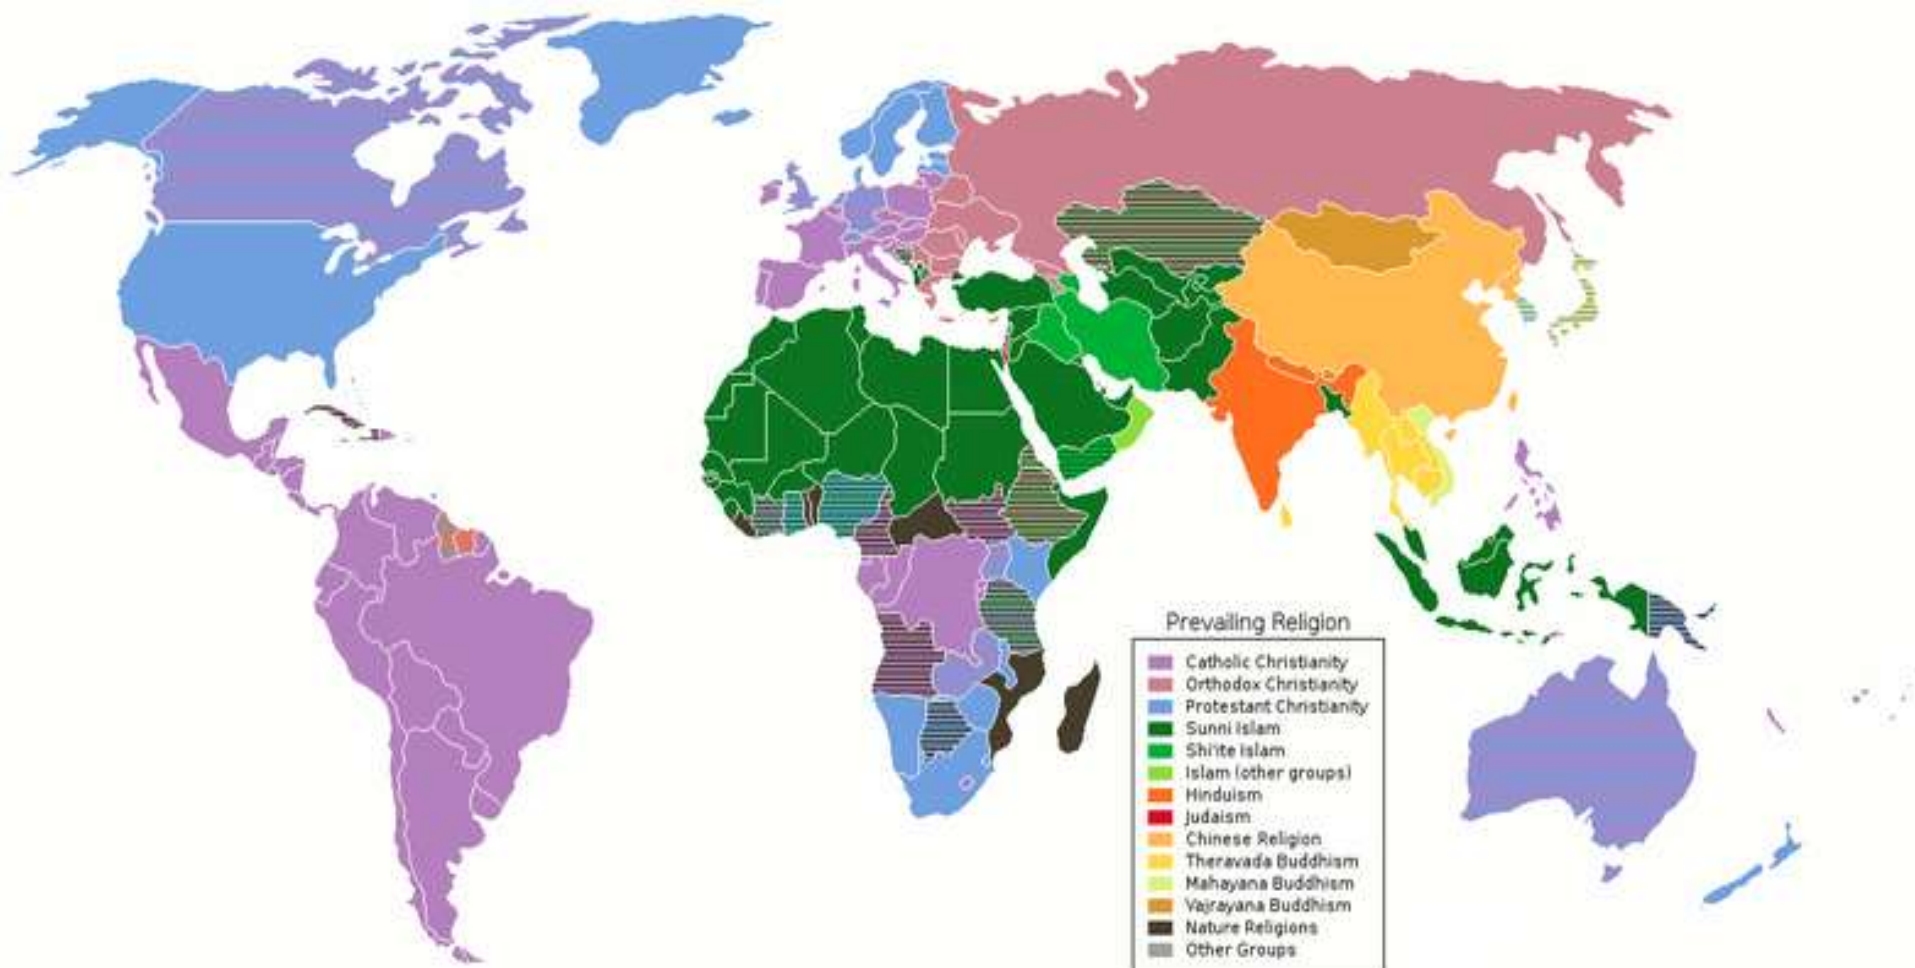 Prevailing Religion
Catholic Christianity
Orthodox Christianity
Protestant Christianity
Sunni Islam
Shi'ite Islam
Islam (other groups)
Hinduism
Judaism
Chinese Religion
Theravada Buddhism
Mahayana Buddhism
Vajrayana Buddhism
Nature Religions
Other Groups